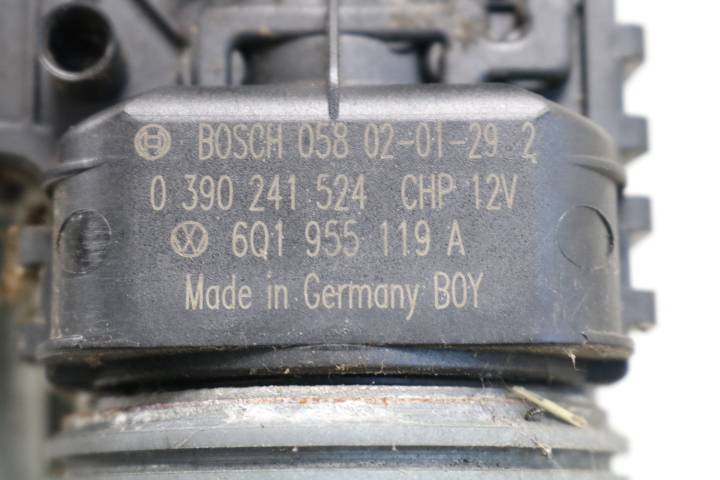 BOSCH 058 02-01-29 2
0 390 241 524 CHP 12V
VW 6Q1 955 119 A
Made in Germany BOY